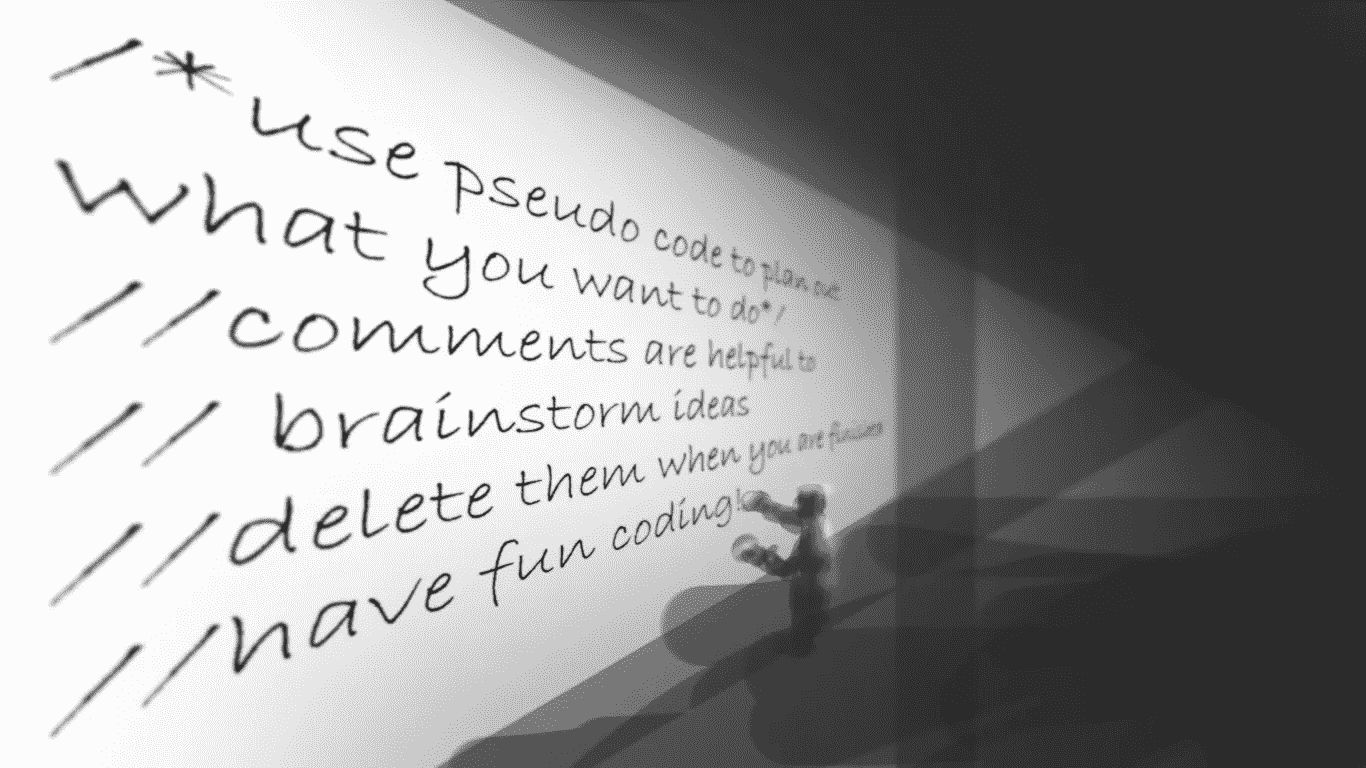 /*use pseudo code to plan out
what you want to do*/
//comments are helpful to
// brainstorm ideas
//delete them when you are finished
//have fun coding!